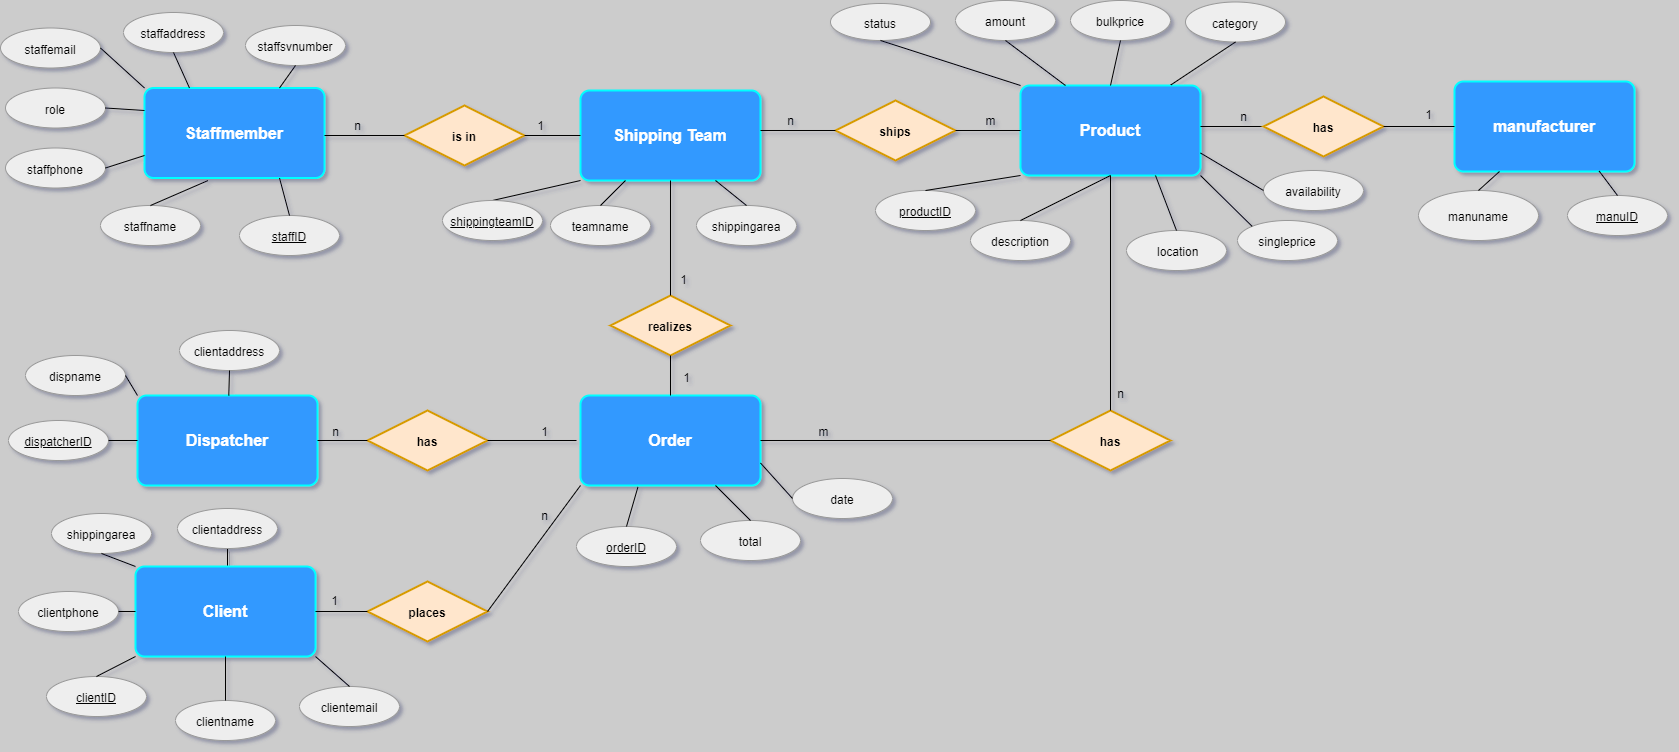 status
amount
bulkprice
category
staffemail
staffaddress
staffsvnumber
role
staffphone
staffname
staffID
Staffmember
n
is in
1
Shipping Team
n
ships
m
Product
n
has
1
manufacturer
shippingteamID
teamname
shippingarea
productID
description
location
singleprice
availability
manuname
manuID
1
realizes
1
dispname
clientaddress
dispatcherID
Dispatcher
n
has
1
Order
m
n
has
date
total
orderID
n
shippingarea
clientaddress
clientphone
Client
1
places
clientID
clientname
clientemail